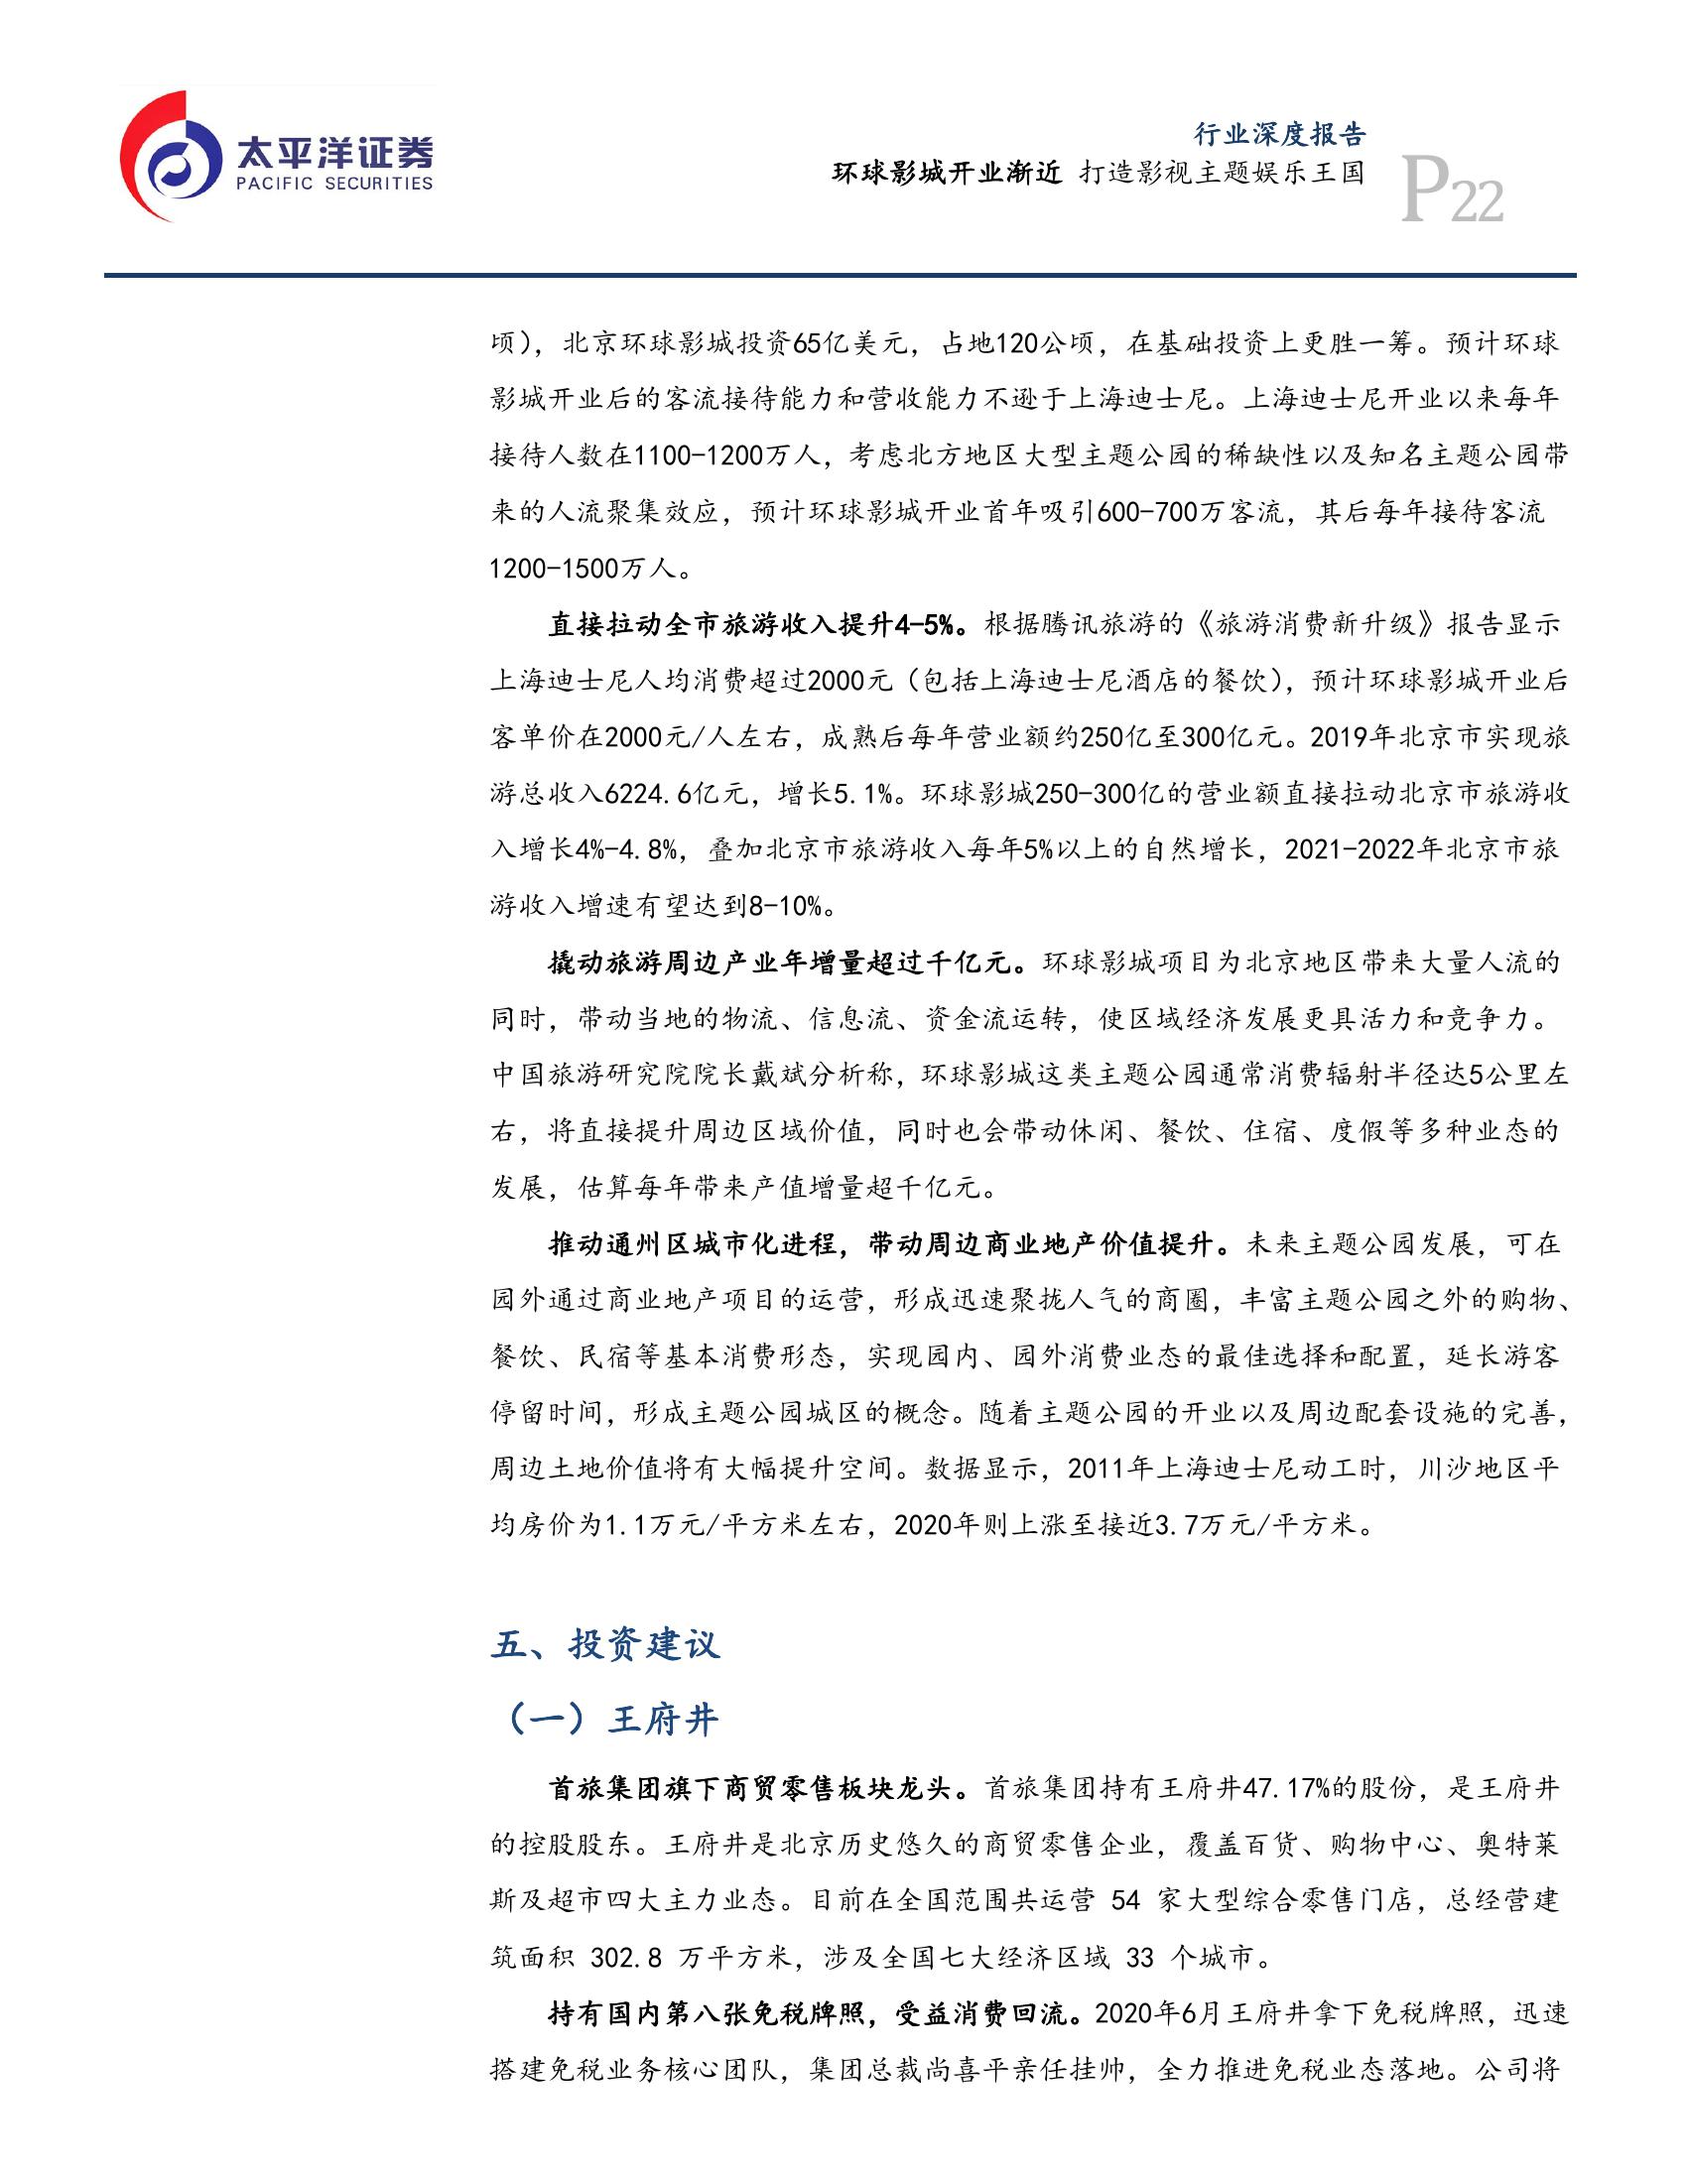 太平洋证券
PACIFIC SECURITIES
行业深度报告
环球影城开业渐近 打造影视主题娱乐王国
P22
顷），北京环球影城投资65亿美元，占地120公顷，在基础投资上更胜一筹。预计环球
影城开业后的客流接待能力和营收能力不逊于上海迪士尼。上海迪士尼开业以来每年
接待人数在1100-1200万人，考虑北方地区大型主题公园的稀缺性以及知名主题公园带
来的人流聚集效应，预计环球影城开业首年吸引600-700万客流，其后每年接待客流
1200-1500万人。
直接拉动全市旅游收入提升4-5%。根据腾讯旅游的《旅游消费新升级》报告显示
上海迪士尼人均消费超过2000元（包括上海迪士尼酒店的餐饮），预计环球影城开业后
客单价在2000元/人左右，成熟后每年营业额约250亿至300亿元。2019年北京市实现旅
游总收入6224.6亿元，增长5.1%。环球影城250-300亿的营业额直接拉动北京市旅游收
入增长4%-4.8%，叠加北京市旅游收入每年5%以上的自然增长，2021-2022年北京市旅
游收入增速有望达到8-10%。
撬动旅游周边产业年增量超过千亿元。环球影城项目为北京地区带来大量人流的
同时，带动当地的物流、信息流、资金流运转，使区域经济发展更具活力和竞争力。
中国旅游研究院院长戴斌分析称，环球影城这类主题公园通常消费辐射半径达5公里左
右，将直接提升周边区域价值，同时也会带动休闲、餐饮、住宿、度假等多种业态的
发展，估算每年带来产值增量超千亿元。
推动通州区城市化进程，带动周边商业地产价值提升。未来主题公园发展，可在
园外通过商业地产项目的运营，形成迅速聚拢人气的商圈，丰富主题公园之外的购物、
餐饮、民宿等基本消费形态，实现园内、园外消费业态的最佳选择和配置，延长游客
停留时间，形成主题公园城区的概念。随着主题公园的开业以及周边配套设施的完善，
周边土地价值将有大幅提升空间。数据显示，2011年上海迪士尼动工时，川沙地区平
均房价为1.1万元/平方米左右，2020年则上涨至接近3.7万元/平方米。
五、投资建议
（一）王府井
首旅集团旗下商贸零售板块龙头。首旅集团持有王府井47.17%的股份，是王府井
的控股股东。王府井是北京历史悠久的商贸零售企业，覆盖百货、购物中心、奥特莱
斯及超市四大主力业态。目前在全国范围共运营 54 家大型综合零售门店，总经营建
筑面积 302.8 万平方米，涉及全国七大经济区域 33 个城市。
持有国内第八张免税牌照，受益消费回流。2020年6月王府井拿下免税牌照，迅速
搭建免税业务核心团队，集团总裁尚喜平亲任挂帅，全力推进免税业态落地。公司将